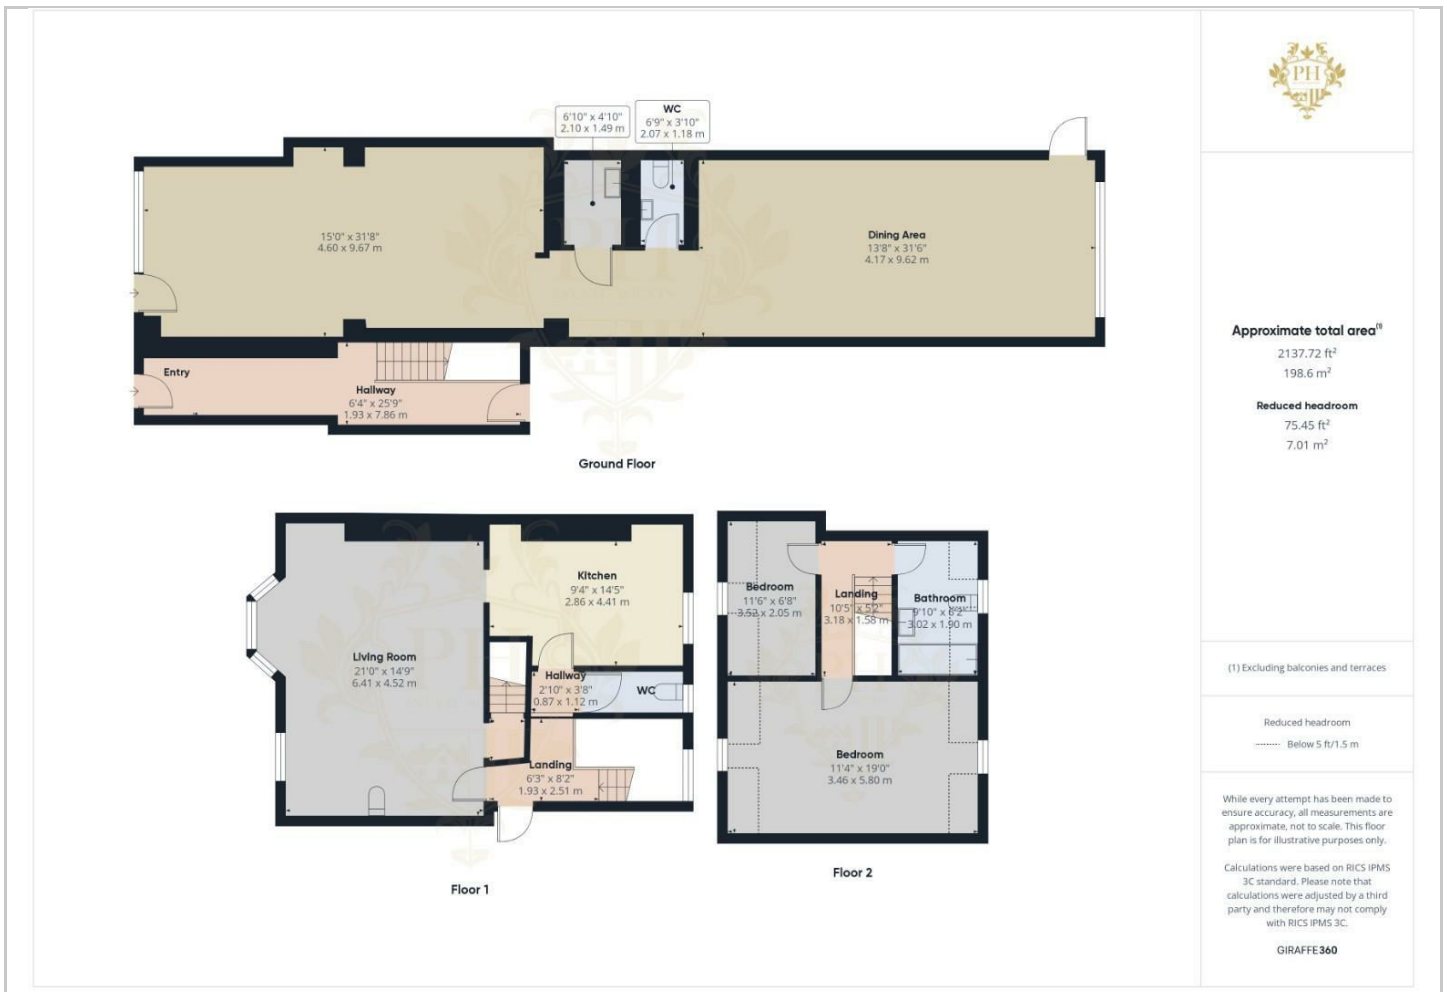 6'10" x 4'10"
2.10 x 1.49 m
WC
6'9" x 3'10"
2.07 x 1.18 m
15'0" x 31'8"
4.60 x 9.67 m
Dining Area
13'8" x 31'6"
4.17 x 9.62 m
Entry
Hallway
6'4" x 25'9"
1.93 x 7.86 m
Ground Floor
Kitchen
9'4" x 14'5"
2.86 x 4.41 m
Living Room
21'0" x 14'9"
6.41 x 4.52 m
Hallway
2'10" x 3'8"
0.87 x 1.12 m
WC
Landing
6'3" x 8'2"
1.93 x 2.51 m
Floor 1
Bedroom
11'6" x 6'8"
3.52 x 2.05 m
Landing
10'5" x 5'2"
3.18 x 1.58 m
Bathroom
9'10" x 6'2"
3.02 x 1.90 m
Bedroom
11'4" x 19'0"
3.46 x 5.80 m
Floor 2
PH
Approximate total area(1)
2137.72 ft²
198.6 m²
Reduced headroom
75.45 ft²
7.01 m²
(1) Excluding balconies and terraces
Reduced headroom
Below 5 ft/1.5 m
While every attempt has been made to
ensure accuracy, all measurements are
approximate, not to scale. This floor
plan is for illustrative purposes only.
Calculations were based on RICS IPMS
3C standard. Please note that
calculations were adjusted by a third
party and therefore may not comply
with RICS IPMS 3C.
GIRAFFE360